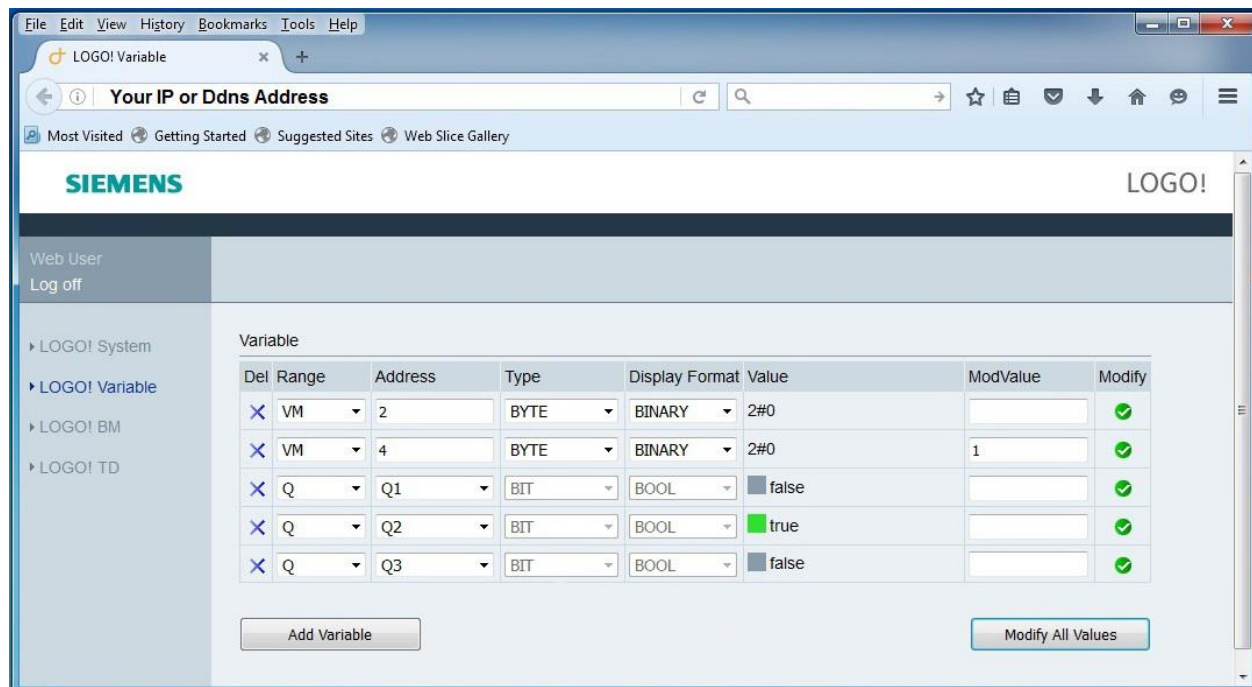 File Edit View History Bookmarks Tools Help
LOGO! Variable
Your IP or Ddns Address
Most Visited Getting Started Suggested Sites Web Slice Gallery
SIEMENS LOGO!
Web User
Log off
LOGO! System
LOGO! Variable
LOGO! BM
LOGO! TD
Variable
Del Range Address Type Display Format Value ModValue Modify
VM 2 BYTE BINARY 2#0
VM 4 BYTE BINARY 2#0 1
Q Q1 BIT BOOL false
Q Q2 BIT BOOL true
Q Q3 BIT BOOL false
Add Variable Modify All Values